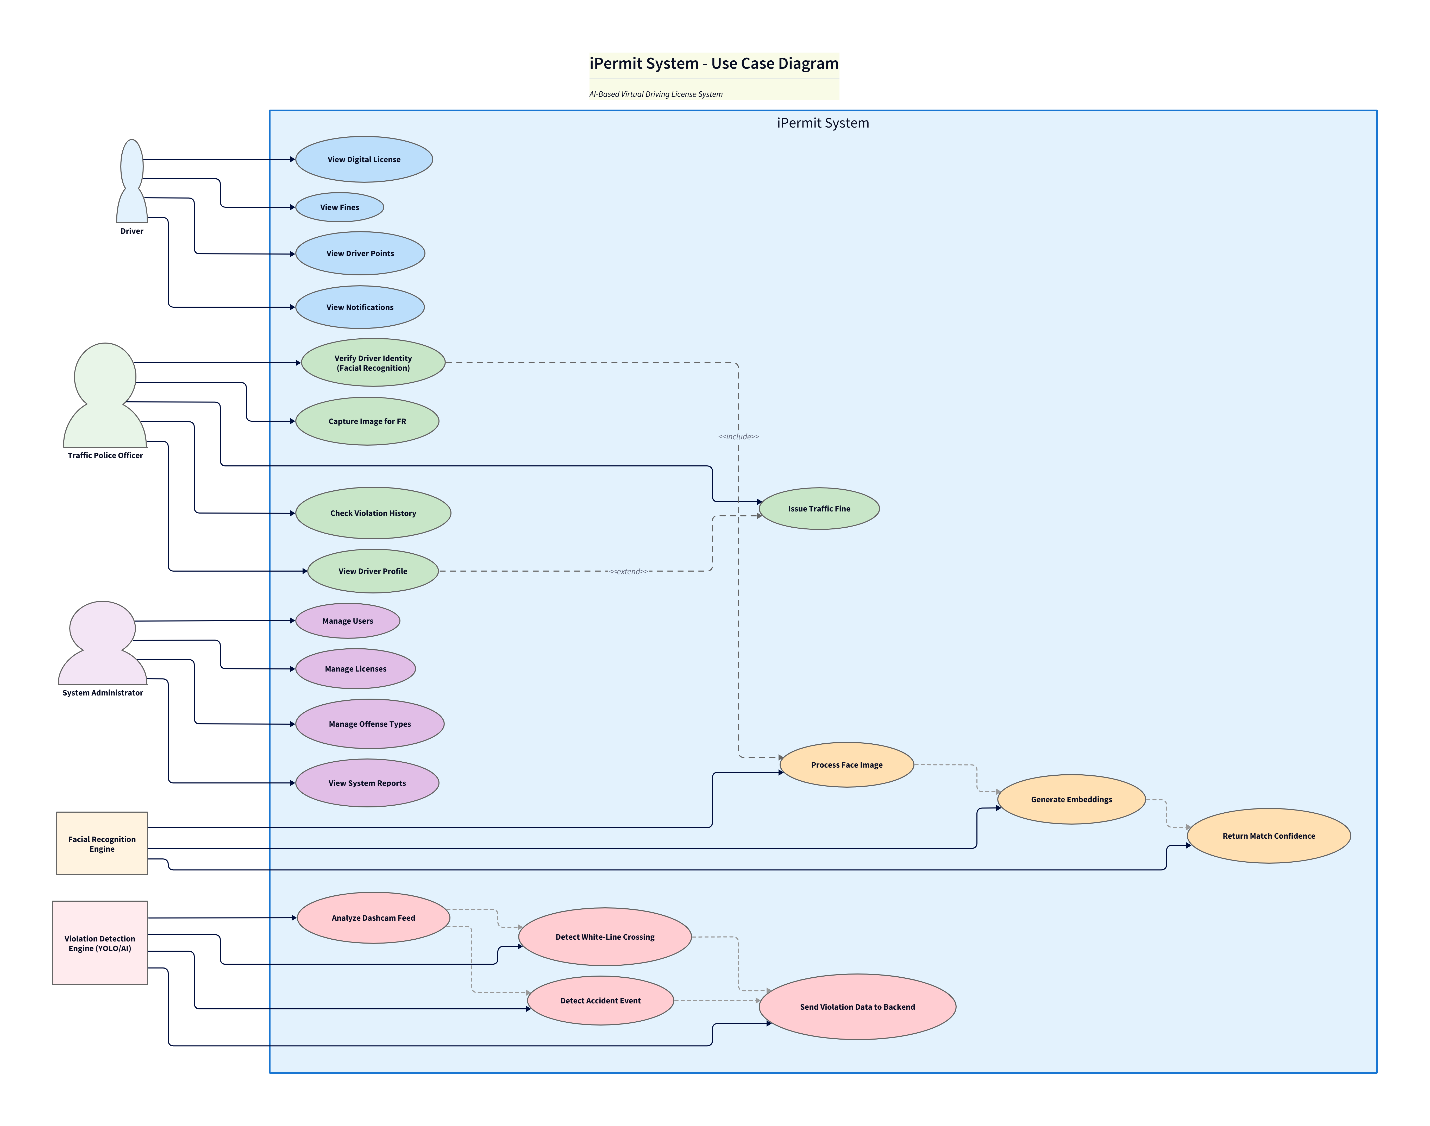 iPermit System - Use Case Diagram
AI-Based Virtual Driving License System
iPermit System
View Digital License
View Fines
Driver
View Driver Points
View Notifications
Verify Driver Identity
(Facial Recognition)
Capture Image for FR
<<include>>
Traffic Police Officer
Check Violation History
Issue Traffic Fine
View Driver Profile
<<extend>>
Manage Users
Manage Licenses
System Administrator
Manage Offense Types
View System Reports
Process Face Image
Generate Embeddings
Return Match Confidence
Facial Recognition
Engine
Analyze Dashcam Feed
Detect White-Line Crossing
Violation Detection
Engine (YOLO/AI)
Detect Accident Event
Send Violation Data to Backend